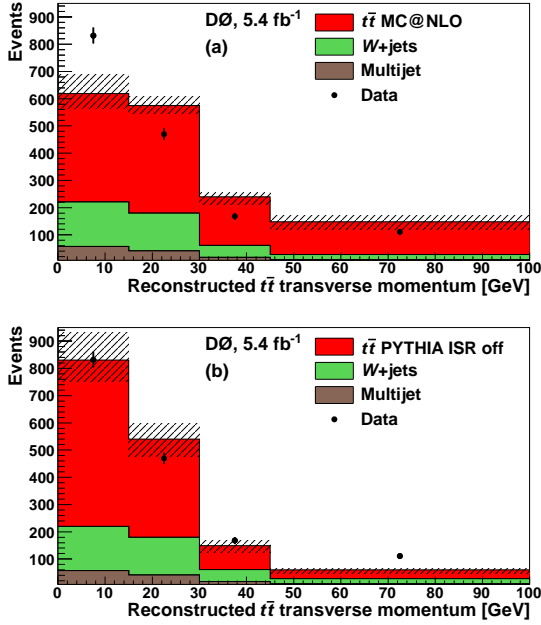 Events
900
800
700
600
500
400
300
200
100
DØ, 5.4 fb⁻¹
(a)
tt̄ MC@NLO
W+jets
Multijet
Data
0 10 20 30 40 50 60 70 80 90 100
Reconstructed tt̄ transverse momentum [GeV]
Events
900
800
700
600
500
400
300
200
100
DØ, 5.4 fb⁻¹
(b)
tt̄ PYTHIA ISR off
W+jets
Multijet
Data
0 10 20 30 40 50 60 70 80 90 100
Reconstructed tt̄ transverse momentum [GeV]